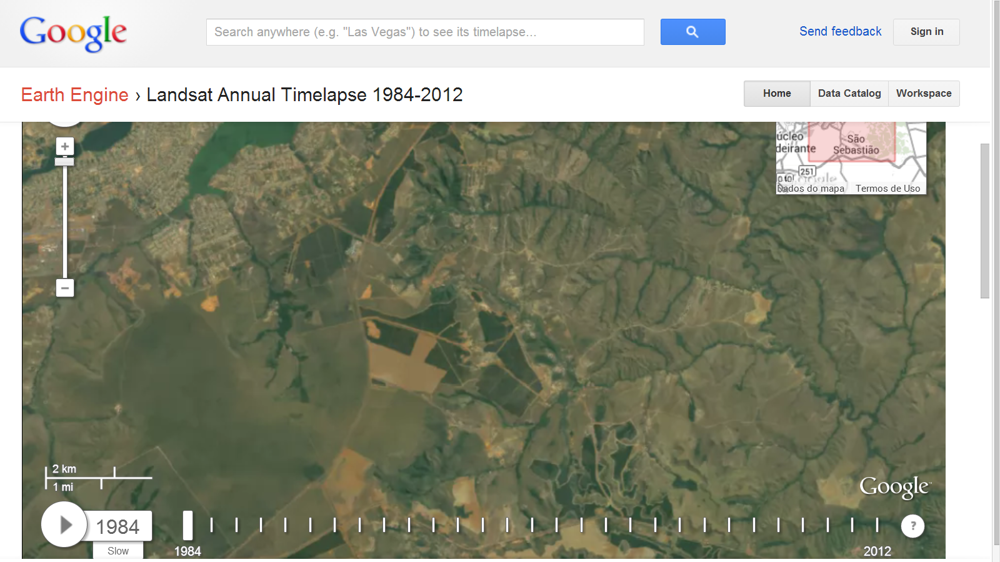 Google
Search anywhere (e.g. "Las Vegas") to see its timelapse...
Send feedback
Sign in
Earth Engine › Landsat Annual Timelapse 1984-2012
Home
Data Catalog
Workspace
+
úcleo
deirante
São
Sebastião
251
Google
Dados do mapa
Termos de Uso
−
2 km
1 mi
Google
1984
Slow
1984
2012
?